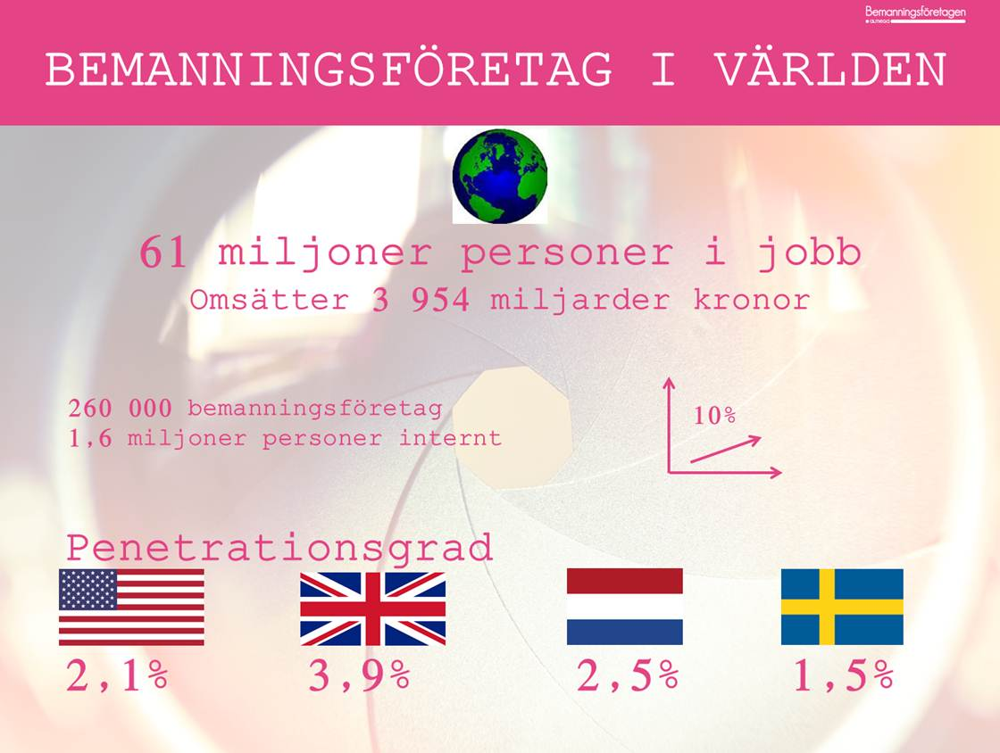 Bemanningsföretagen
ALMEGA
BEMANNINGSFÖRETAG I VÄRLDEN
61 miljoner personer i jobb
Omsätter 3 954 miljarder kronor
260 000 bemanningsföretag
1,6 miljoner personer internt
10%
Penetrationsgrad
2,1% 3,9% 2,5% 1,5%